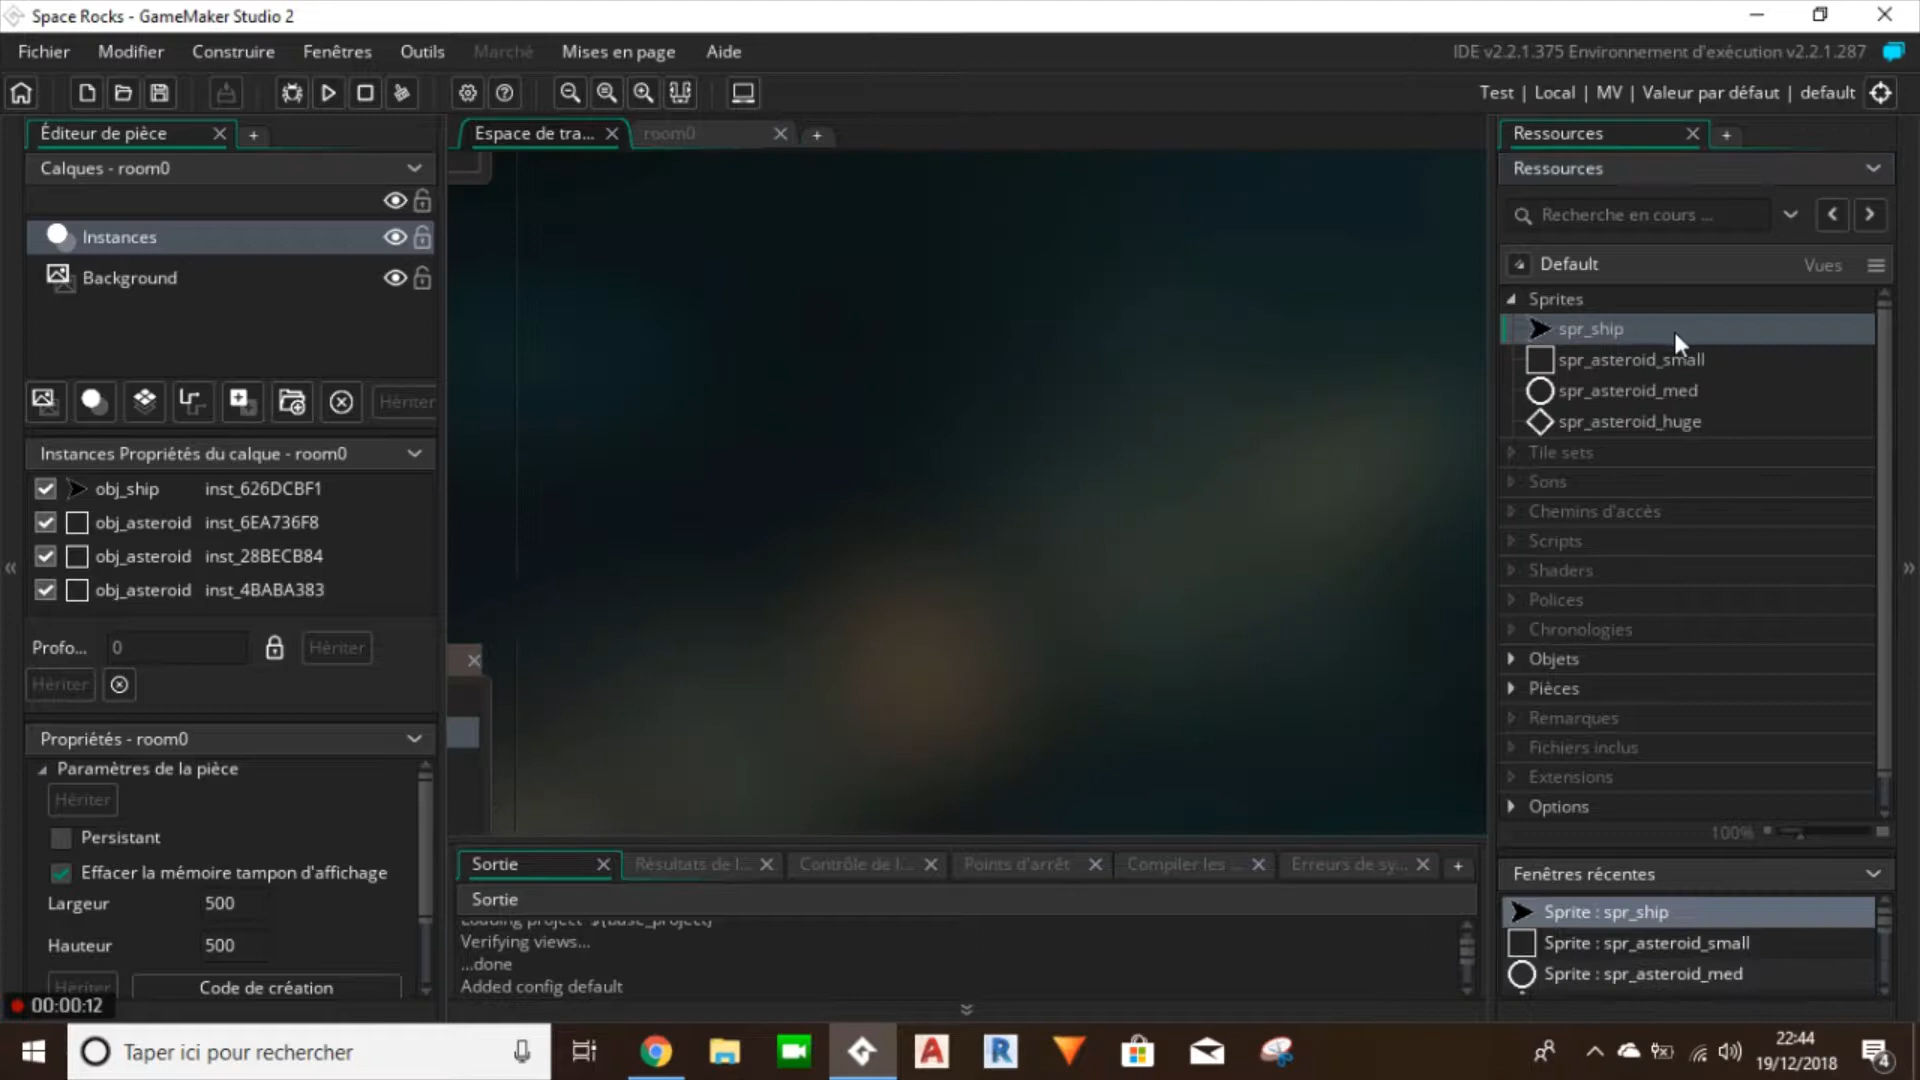 Space Rocks - GameMaker Studio 2
Fichier Modifier Construire Fenêtres Outils Marché Mises en page Aide
IDE v2.2.1.375 Environnement d'exécution v2.2.1.287
Test | Local | MV | Valeur par défaut | default
Éditeur de pièce
Calques - room0
Instances
Background
Hériter
Instances Propriétés du calque - room0
obj_ship inst_626DCBF1
obj_asteroid inst_6EA736F8
obj_asteroid inst_28BECB84
obj_asteroid inst_4BABA383
Profo... 0 Hériter
Hériter
Propriétés - room0
Paramètres de la pièce
Hériter
Persistant
Effacer la mémoire tampon d'affichage
Largeur 500
Hauteur 500
Hériter Code de création
00:00:12
Espace de tra... room0
Sortie Résultats de l... Contrôle de l... Points d'arrêt Compiler les ... Erreurs de sy...
Sortie
Loading project '${base_project}'
Verifying views...
...done
Added config default
Ressources
Ressources
Recherche en cours ...
Default Vues
Sprites
spr_ship
spr_asteroid_small
spr_asteroid_med
spr_asteroid_huge
Tile sets
Sons
Chemins d'accès
Scripts
Shaders
Polices
Chronologies
Objets
Pièces
Remarques
Fichiers inclus
Extensions
Options
100%
Fenêtres récentes
Sprite : spr_ship
Sprite : spr_asteroid_small
Sprite : spr_asteroid_med
Taper ici pour rechercher
22:44
19/12/2018
4